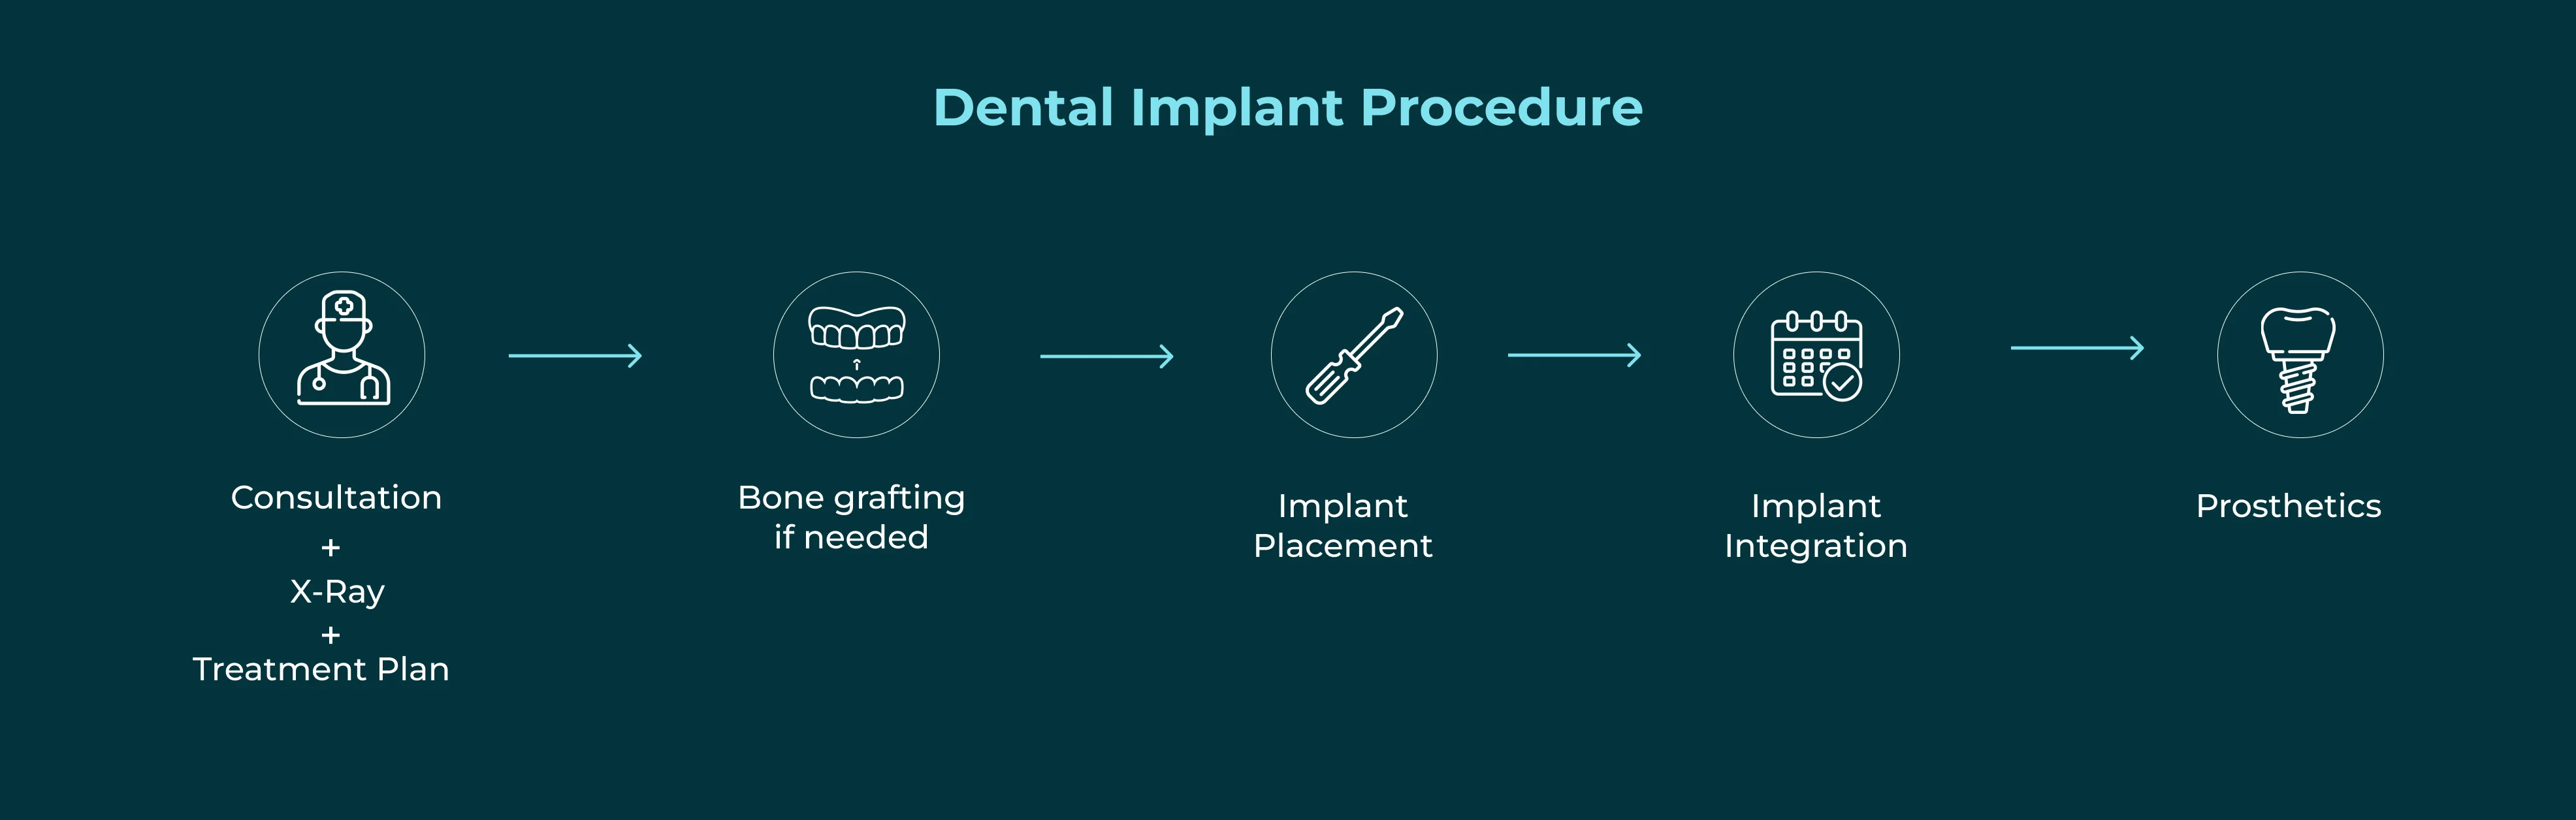 Dental Implant Procedure
Consultation
+
X-Ray
+
Treatment Plan
Bone grafting
if needed
Implant
Placement
Implant
Integration
Prosthetics